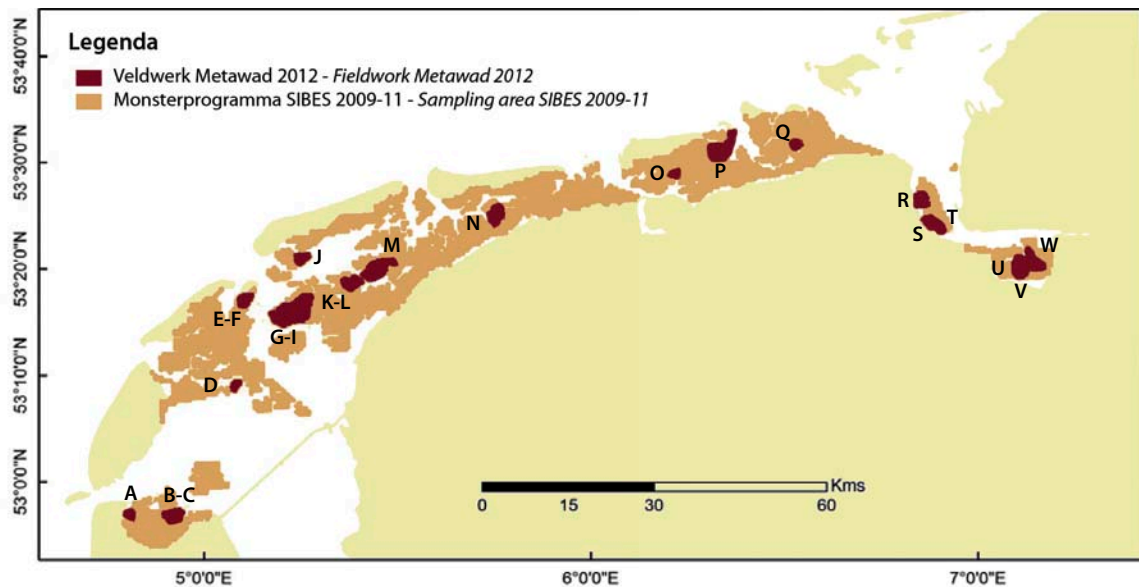 Legenda
Veldwerk Metawad 2012 - Fieldwork Metawad 2012
Monsterprogramma SIBES 2009-11 - Sampling area SIBES 2009-11
53°40'0"N
53°30'0"N
53°20'0"N
53°10'0"N
53°0'0"N
Q
O
P
R
T
S
N
W
M
U
J
V
K-L
E-F
G-I
D
A
B-C
Kms
0
15
30
60
5°0'0"E
6°0'0"E
7°0'0"E